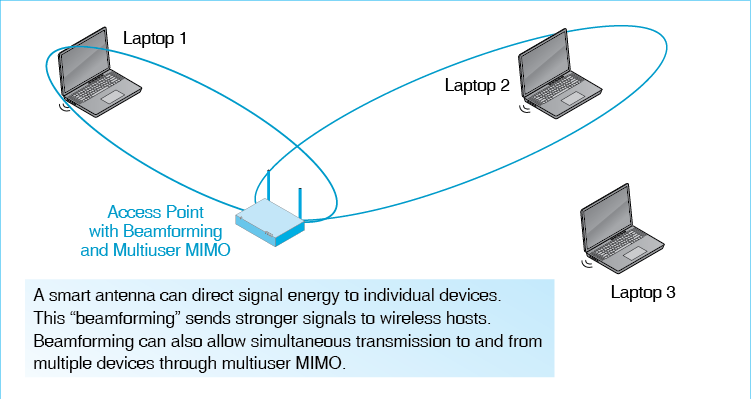 Laptop 1
Laptop 2
Access Point
with Beamforming
and Multiuser MIMO
Laptop 3
A smart antenna can direct signal energy to individual devices.
This “beamforming” sends stronger signals to wireless hosts.
Beamforming can also allow simultaneous transmission to and from
multiple devices through multiuser MIMO.